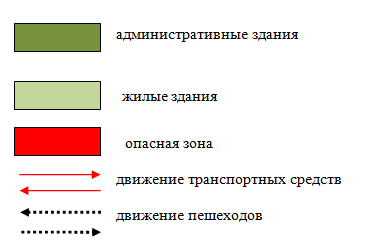 административные здания
жилые здания
опасная зона
движение транспортных средств
движение пешеходов